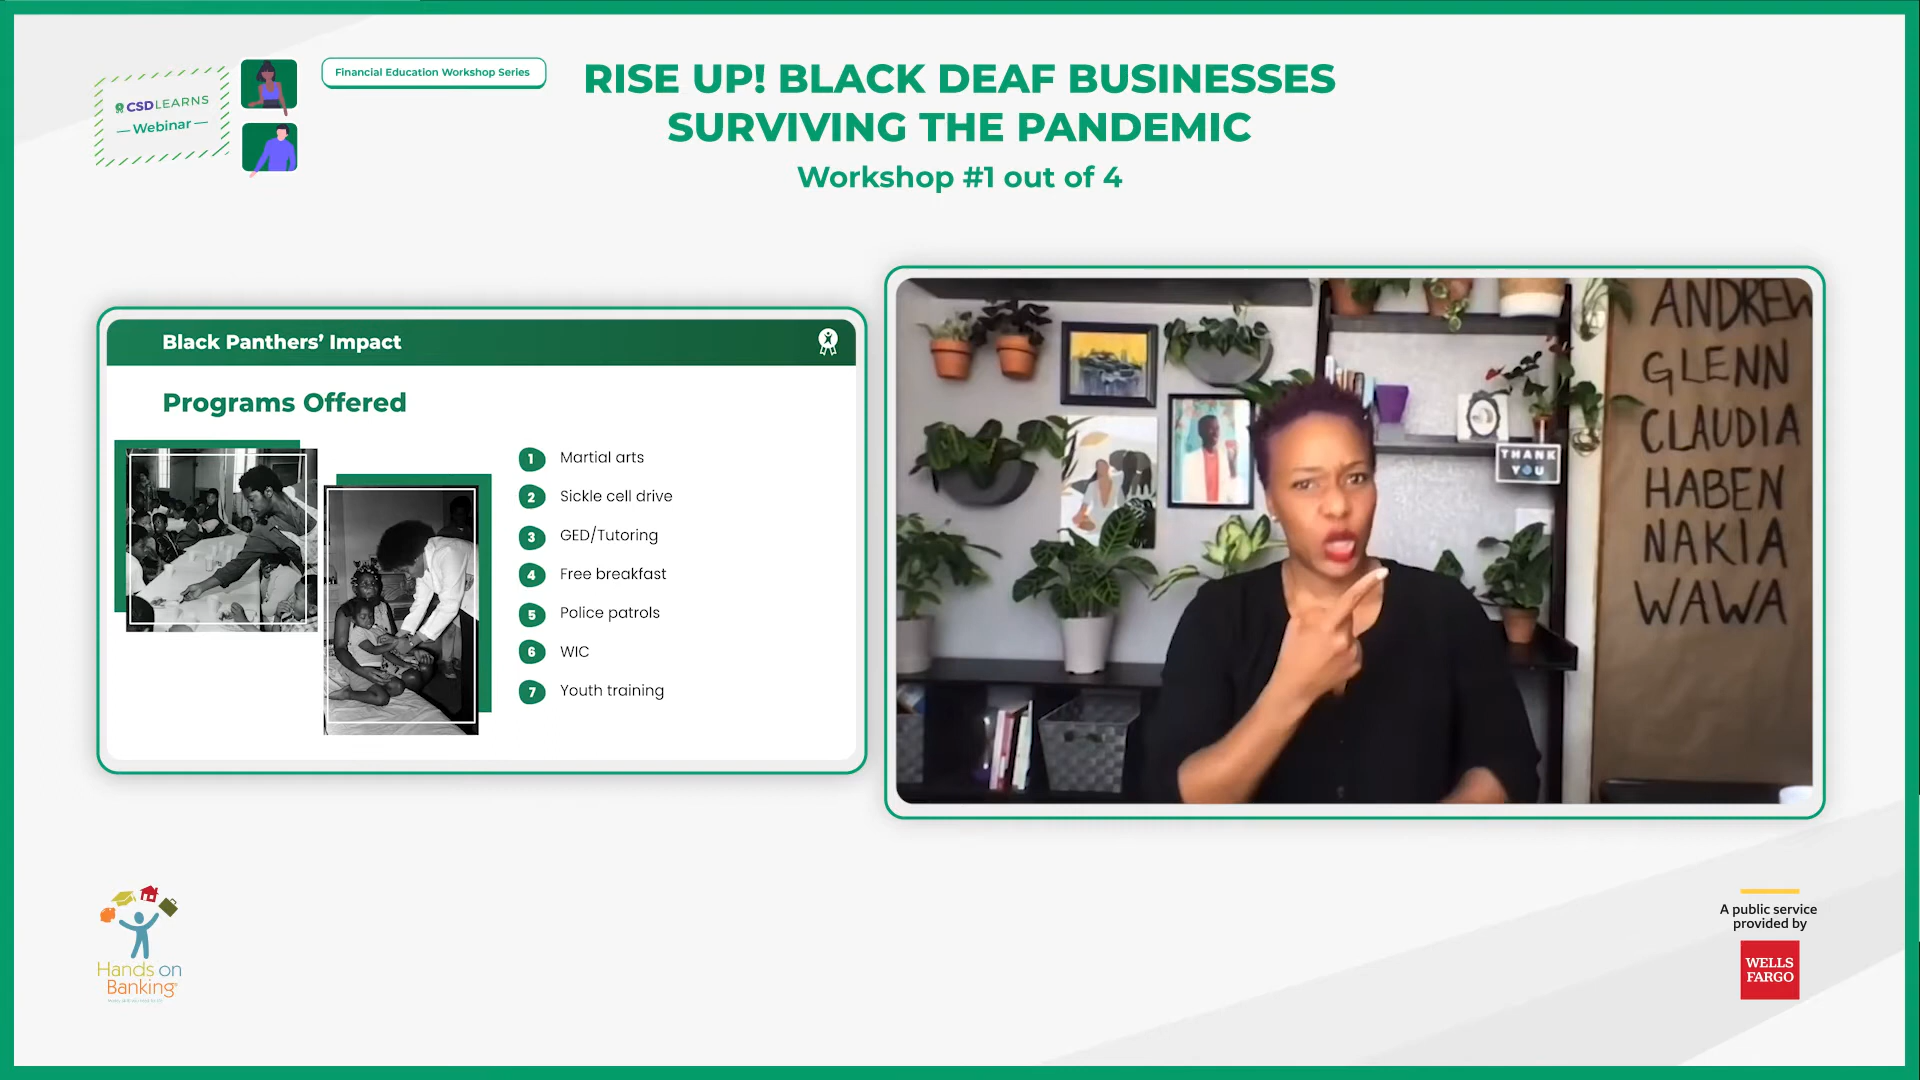 CSDLEARNS
Webinar
Financial Education Workshop Series
RISE UP! BLACK DEAF BUSINESSES
SURVIVING THE PANDEMIC
Workshop #1 out of 4
Black Panthers’ Impact
Programs Offered
1 Martial arts
2 Sickle cell drive
3 GED/Tutoring
4 Free breakfast
5 Police patrols
6 WIC
7 Youth training
THANK
YOU
ANDREW
GLENN
CLAUDIA
HABEN
NAKIA
WAWA
Hands on
Banking®
A public service
provided by
WELLS
FARGO